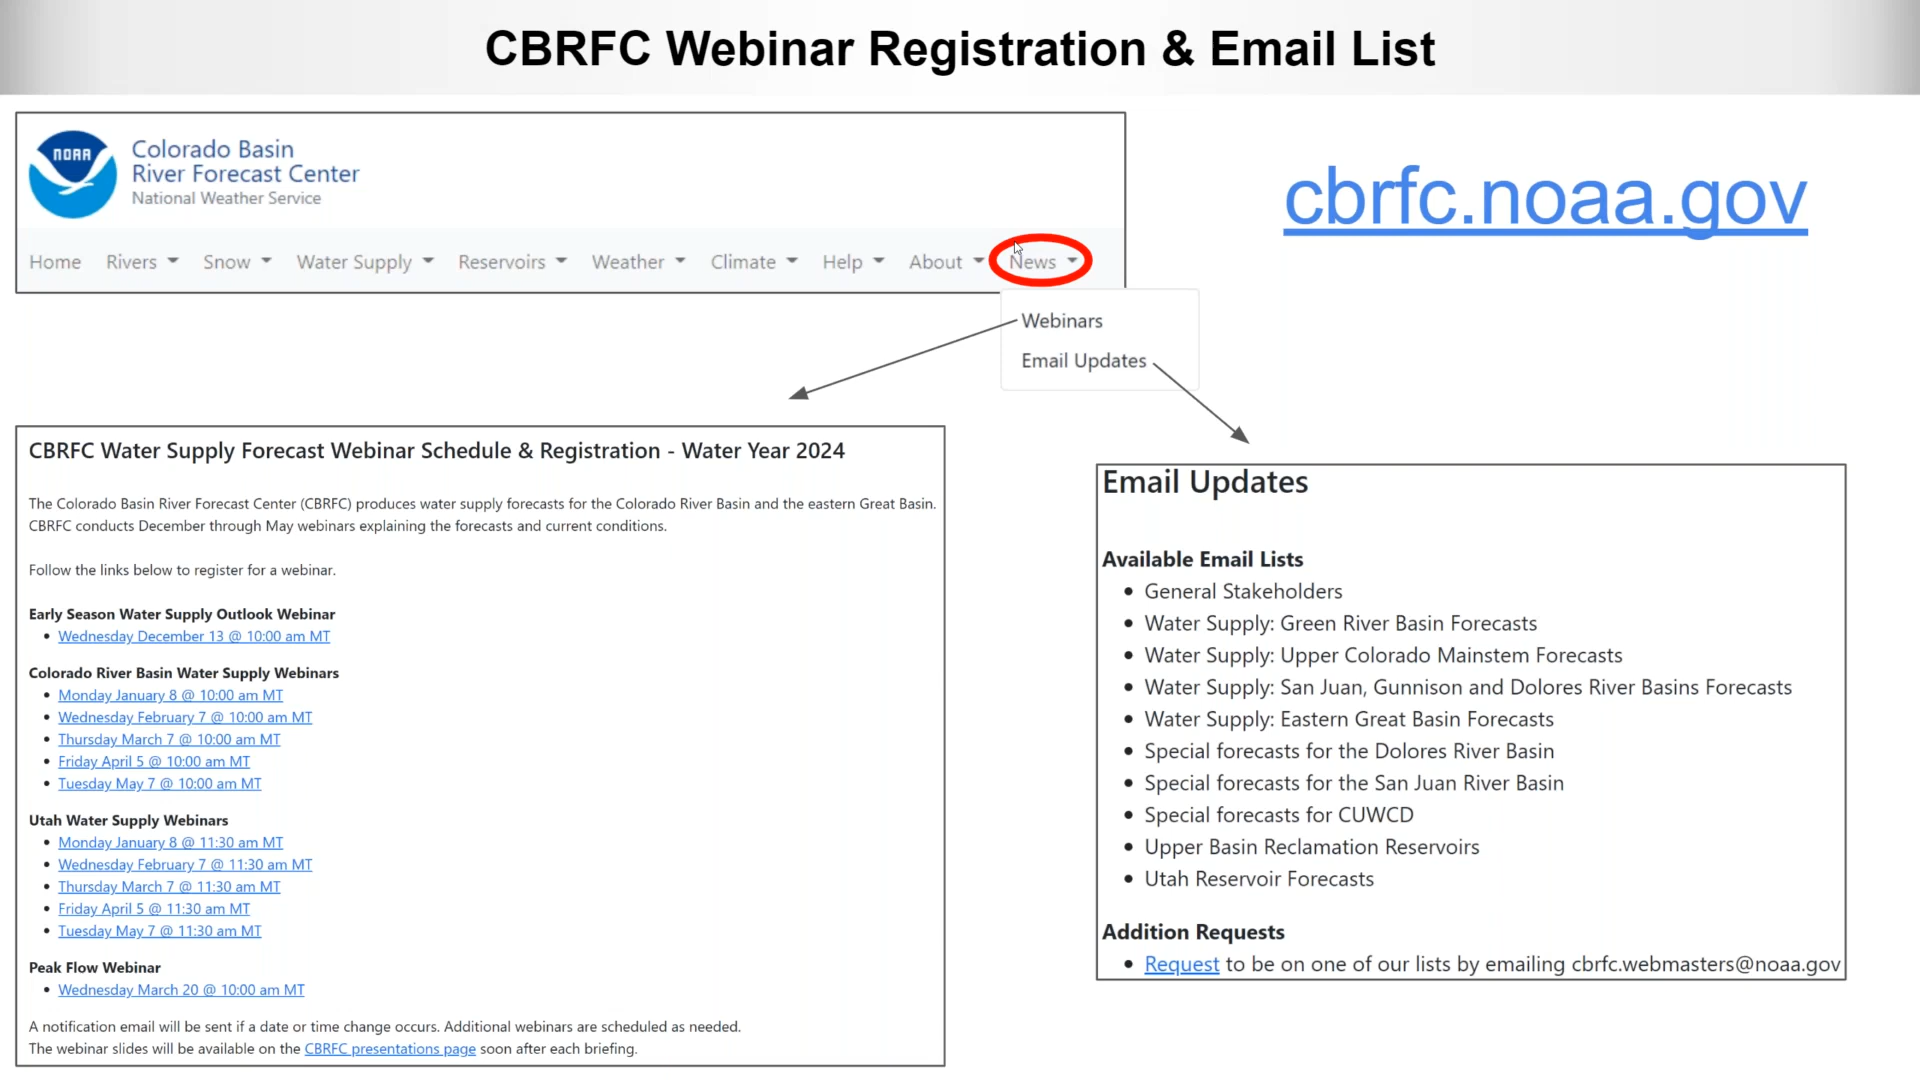 CBRFC Webinar Registration & Email List
NOAA
Colorado Basin
River Forecast Center
National Weather Service
cbrfc.noaa.gov
Home Rivers Snow Water Supply Reservoirs Weather Climate Help About News
Webinars
Email Updates
CBRFC Water Supply Forecast Webinar Schedule & Registration - Water Year 2024
The Colorado Basin River Forecast Center (CBRFC) produces water supply forecasts for the Colorado River Basin and the eastern Great Basin.
CBRFC conducts December through May webinars explaining the forecasts and current conditions.
Follow the links below to register for a webinar.
Early Season Water Supply Outlook Webinar
• Wednesday December 13 @ 10:00 am MT
Colorado River Basin Water Supply Webinars
• Monday January 8 @ 10:00 am MT
• Wednesday February 7 @ 10:00 am MT
• Thursday March 7 @ 10:00 am MT
• Friday April 5 @ 10:00 am MT
• Tuesday May 7 @ 10:00 am MT
Utah Water Supply Webinars
• Monday January 8 @ 11:30 am MT
• Wednesday February 7 @ 11:30 am MT
• Thursday March 7 @ 11:30 am MT
• Friday April 5 @ 11:30 am MT
• Tuesday May 7 @ 11:30 am MT
Peak Flow Webinar
• Wednesday March 20 @ 10:00 am MT
A notification email will be sent if a date or time change occurs. Additional webinars are scheduled as needed.
The webinar slides will be available on the CBRFC presentations page soon after each briefing.
Email Updates
Available Email Lists
• General Stakeholders
• Water Supply: Green River Basin Forecasts
• Water Supply: Upper Colorado Mainstem Forecasts
• Water Supply: San Juan, Gunnison and Dolores River Basins Forecasts
• Water Supply: Eastern Great Basin Forecasts
• Special forecasts for the Dolores River Basin
• Special forecasts for the San Juan River Basin
• Special forecasts for CUWCD
• Upper Basin Reclamation Reservoirs
• Utah Reservoir Forecasts
Addition Requests
• Request to be on one of our lists by emailing cbrfc.webmasters@noaa.gov